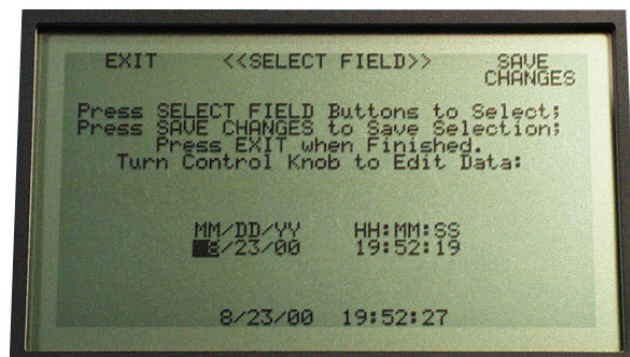 EXIT <<SELECT FIELD>> SAVE CHANGES
Press SELECT FIELD Buttons to Select;
Press SAVE CHANGES to Save Selection;
Press EXIT when Finished.
Turn Control Knob to Edit Data:
MM/DD/YY HH:MM:SS
8/23/00 19:52:19
8/23/00 19:52:27